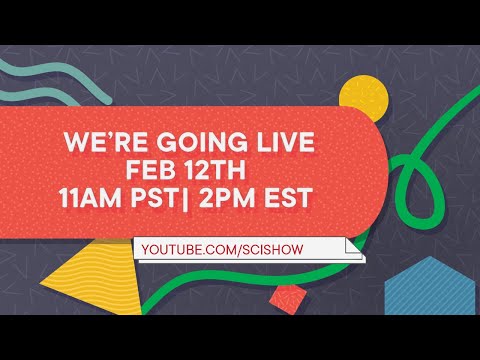 WE'RE GOING LIVE
FEB 12TH
11AM PST| 2PM EST
YOUTUBE.COM/SCISHOW